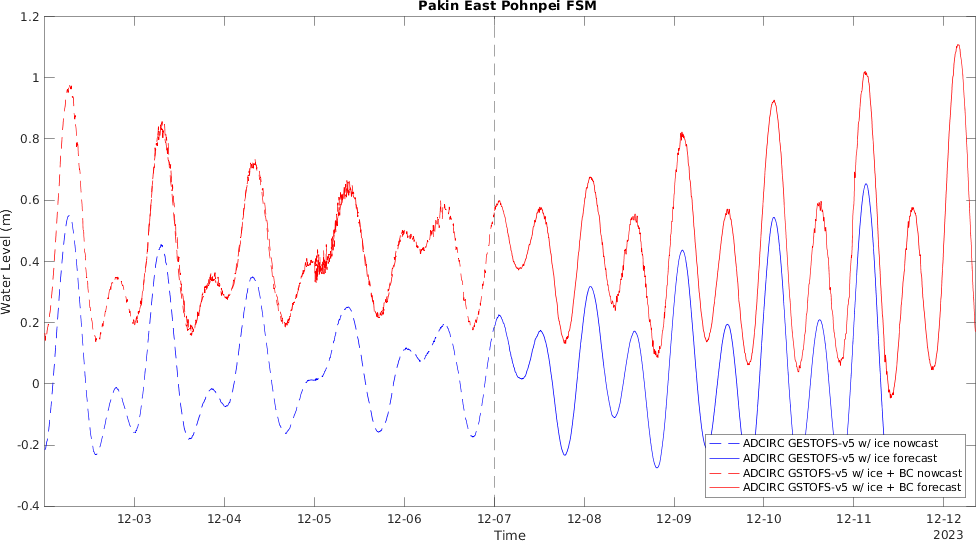 Pakin East Pohnpei FSM
1.2
1
0.8
0.6
0.4
0.2
0
-0.2
-0.4
Water Level (m)
ADCIRC GESTOFS-v5 w/ ice nowcast
ADCIRC GESTOFS-v5 w/ ice forecast
ADCIRC GSTOFS-v5 w/ ice + BC nowcast
ADCIRC GSTOFS-v5 w/ ice + BC forecast
12-03 12-04 12-05 12-06 12-07 12-08 12-09 12-10 12-11 12-12
2023
Time